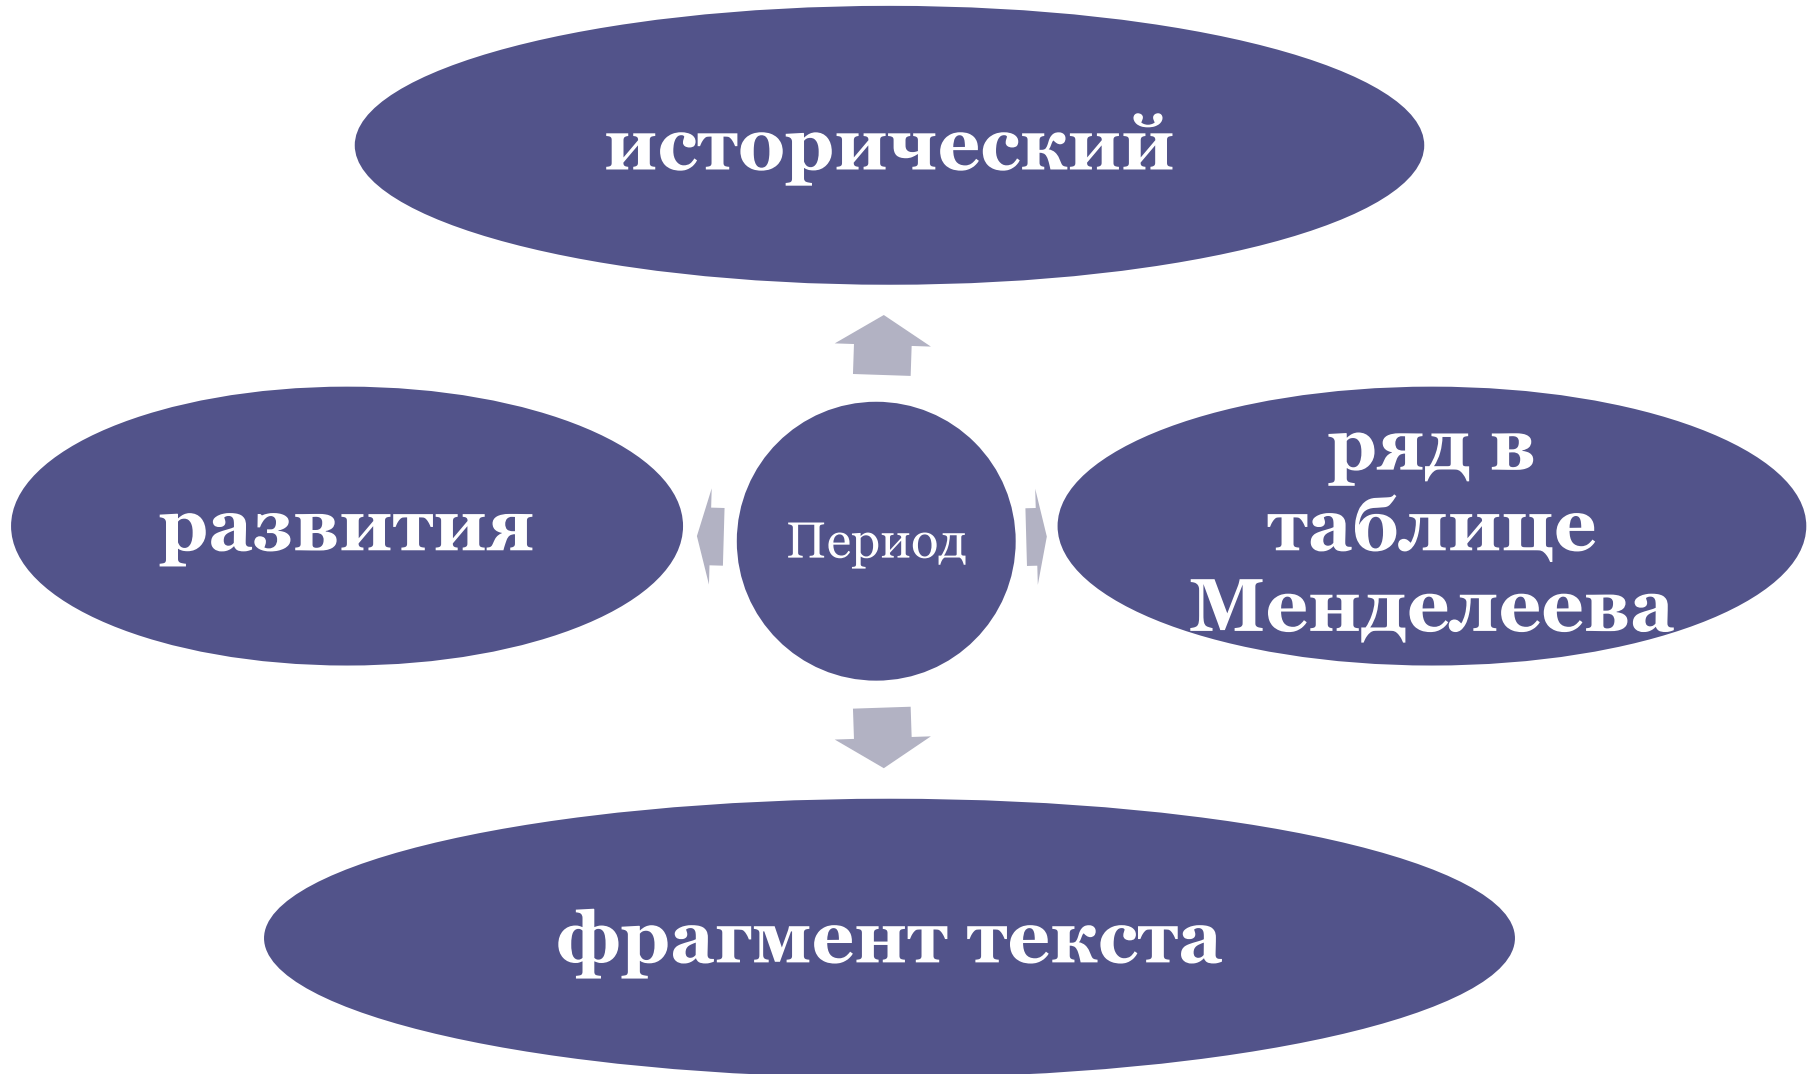 исторический
развития
Период
ряд в
таблице
Менделеева
фрагмент текста